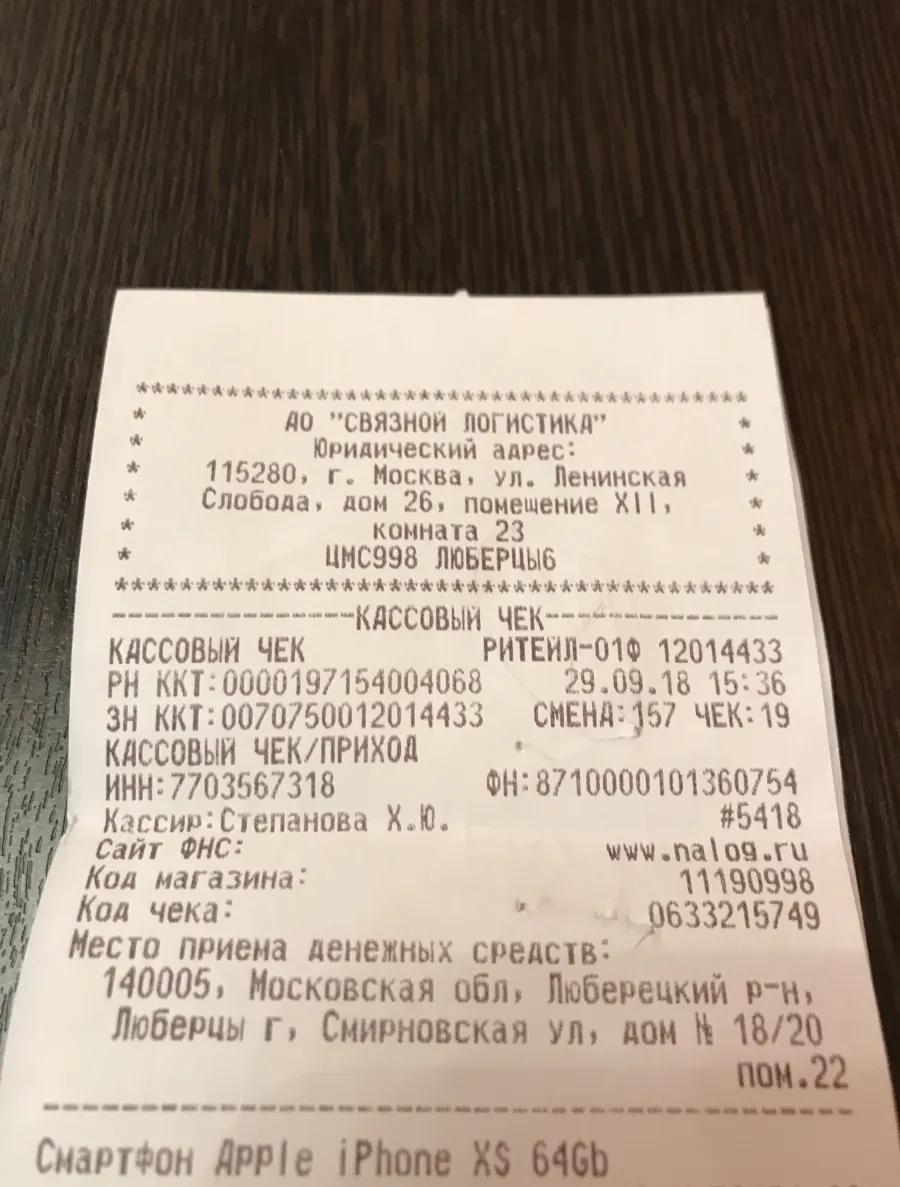 ****************************************
* АО "СВЯЗНОЙ ЛОГИСТИКА" *
* Юридический адрес: *
* 115280, г. Москва, ул. Ленинская *
* Слобода, дом 26, помещение XII, *
* комната 23 *
* ЦМС998 ЛЮБЕРЦЫ6 *
****************************************
---------------КАССОВЫЙ ЧЕК---------------
КАССОВЫЙ ЧЕК РИТЕЙЛ-01Ф 12014433
РН ККТ:0000197154004068 29.09.18 15:36
ЗН ККТ:0070750012014433 СМЕНА:157 ЧЕК:19
КАССОВЫЙ ЧЕК/ПРИХОД
ИНН:7703567318 ФН:8710000101360754
Кассир:Степанова Х.Ю. #5418
Сайт ФНС: www.nalog.ru
Код магазина: 11190998
Код чека: 0633215749
Место приема денежных средств:
140005, Московская обл, Люберецкий р-н,
Люберцы г, Смирновская ул, дом № 18/20
пом.22
----------------------------------------
Смартфон Apple iPhone XS 64Gb